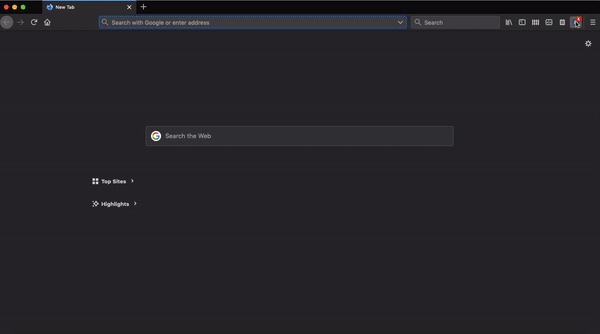 New Tab
Search with Google or enter address
Search
Search the Web
Top Sites
Highlights